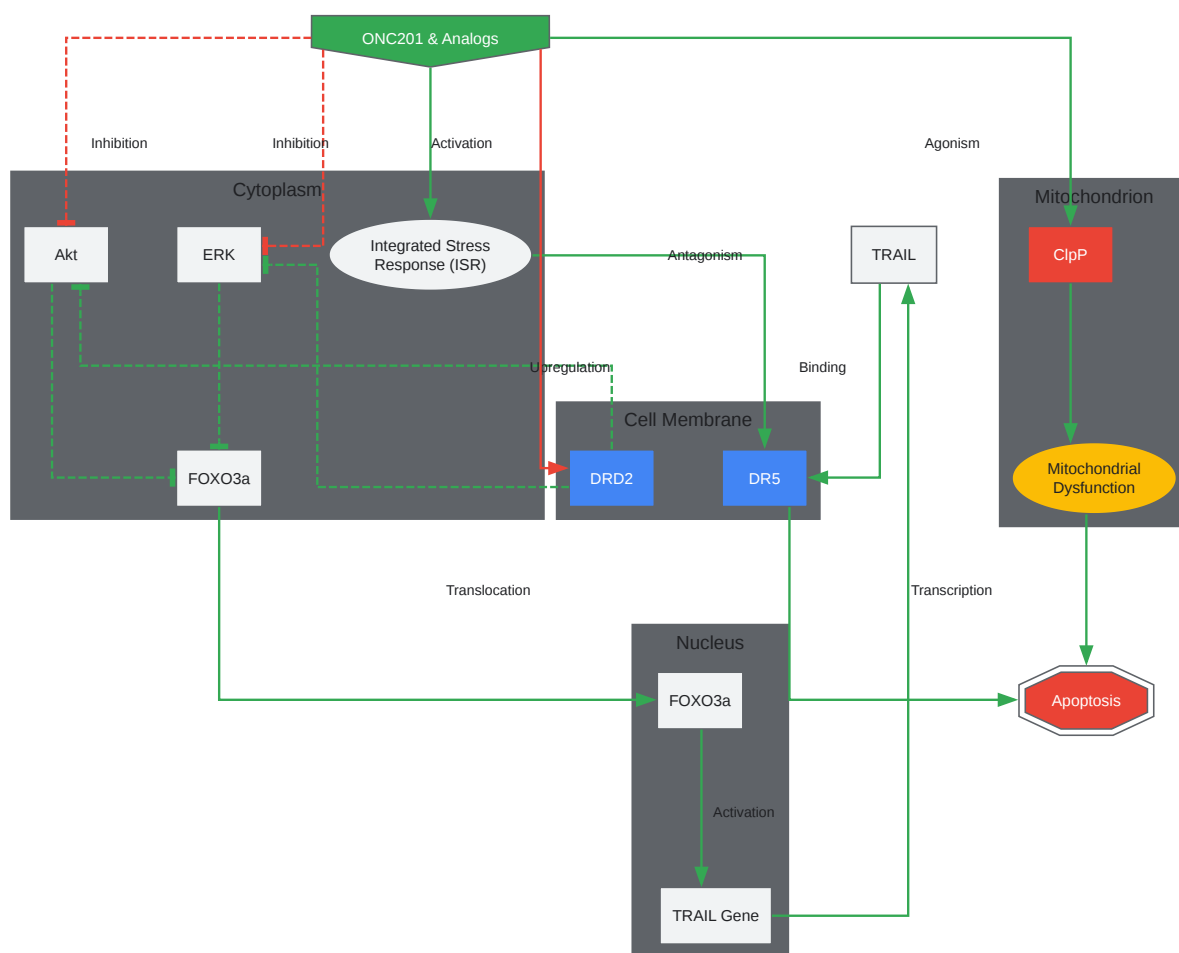 ONC201 & Analogs
Inhibition
Inhibition
Activation
Agonism
Cytoplasm
Mitochondrion
Akt
ERK
Integrated Stress
Response (ISR)
Antagonism
TRAIL
ClpP
Upregulation
Binding
Cell Membrane
FOXO3a
DRD2
DR5
Mitochondrial
Dysfunction
Translocation
Transcription
Nucleus
FOXO3a
Apoptosis
Activation
TRAIL Gene